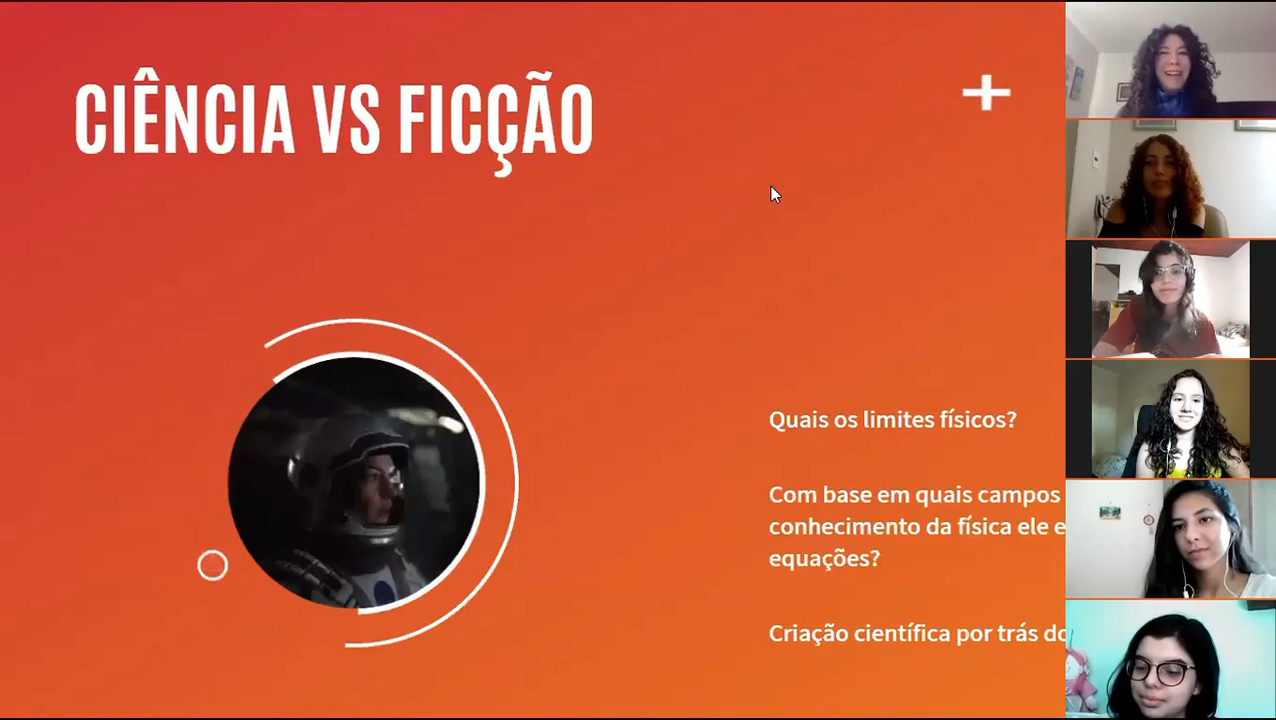 CIÊNCIA VS FICÇÃO
Quais os limites físicos?
Com base em quais campos
conhecimento da física ele e
equações?
Criação científica por trás do